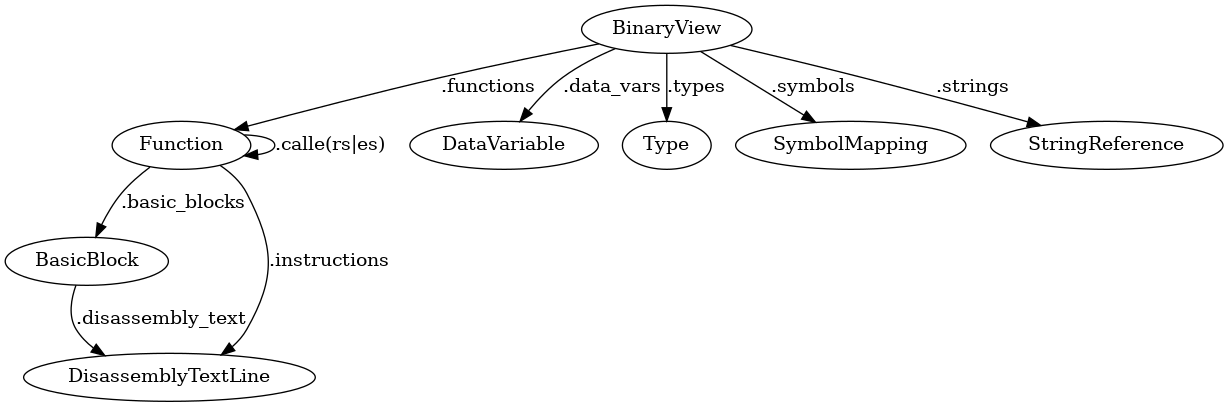 BinaryView
.functions
.data_vars
.types
.symbols
.strings
Function
.calle(rs|es)
DataVariable
Type
SymbolMapping
StringReference
.basic_blocks
BasicBlock
.instructions
.disassembly_text
DisassemblyTextLine